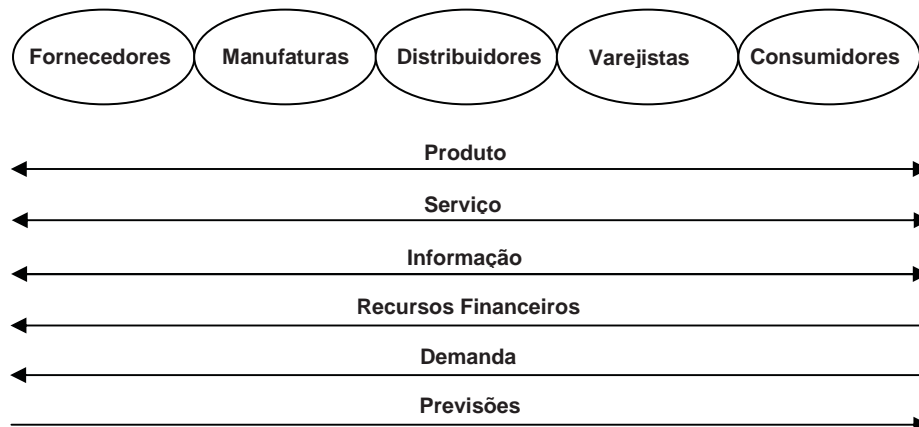 Fornecedores Manufaturas Distribuidores Varejistas Consumidores
Produto
Serviço
Informação
Recursos Financeiros
Demanda
Previsões